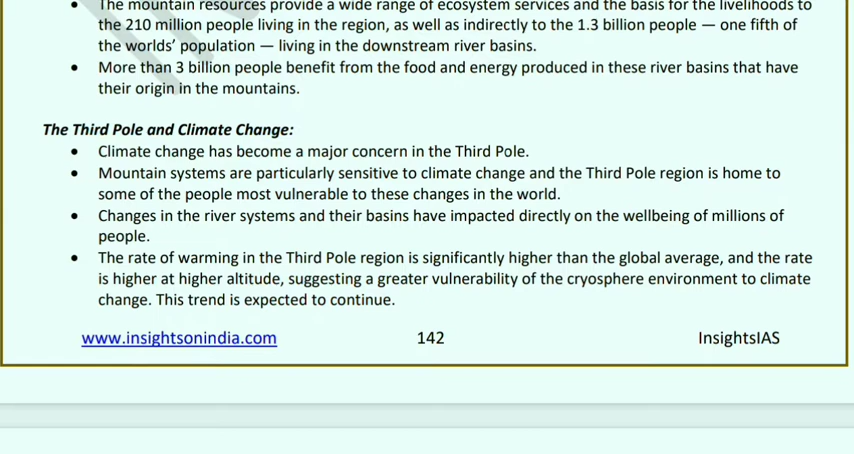 • The mountain resources provide a wide range of ecosystem services and the basis for the livelihoods to
the 210 million people living in the region, as well as indirectly to the 1.3 billion people — one fifth of
the worlds’ population — living in the downstream river basins.
• More than 3 billion people benefit from the food and energy produced in these river basins that have
their origin in the mountains.
The Third Pole and Climate Change:
• Climate change has become a major concern in the Third Pole.
• Mountain systems are particularly sensitive to climate change and the Third Pole region is home to
some of the people most vulnerable to these changes in the world.
• Changes in the river systems and their basins have impacted directly on the wellbeing of millions of
people.
• The rate of warming in the Third Pole region is significantly higher than the global average, and the rate
is higher at higher altitude, suggesting a greater vulnerability of the cryosphere environment to climate
change. This trend is expected to continue.
www.insightsonindia.com 142 InsightsIAS